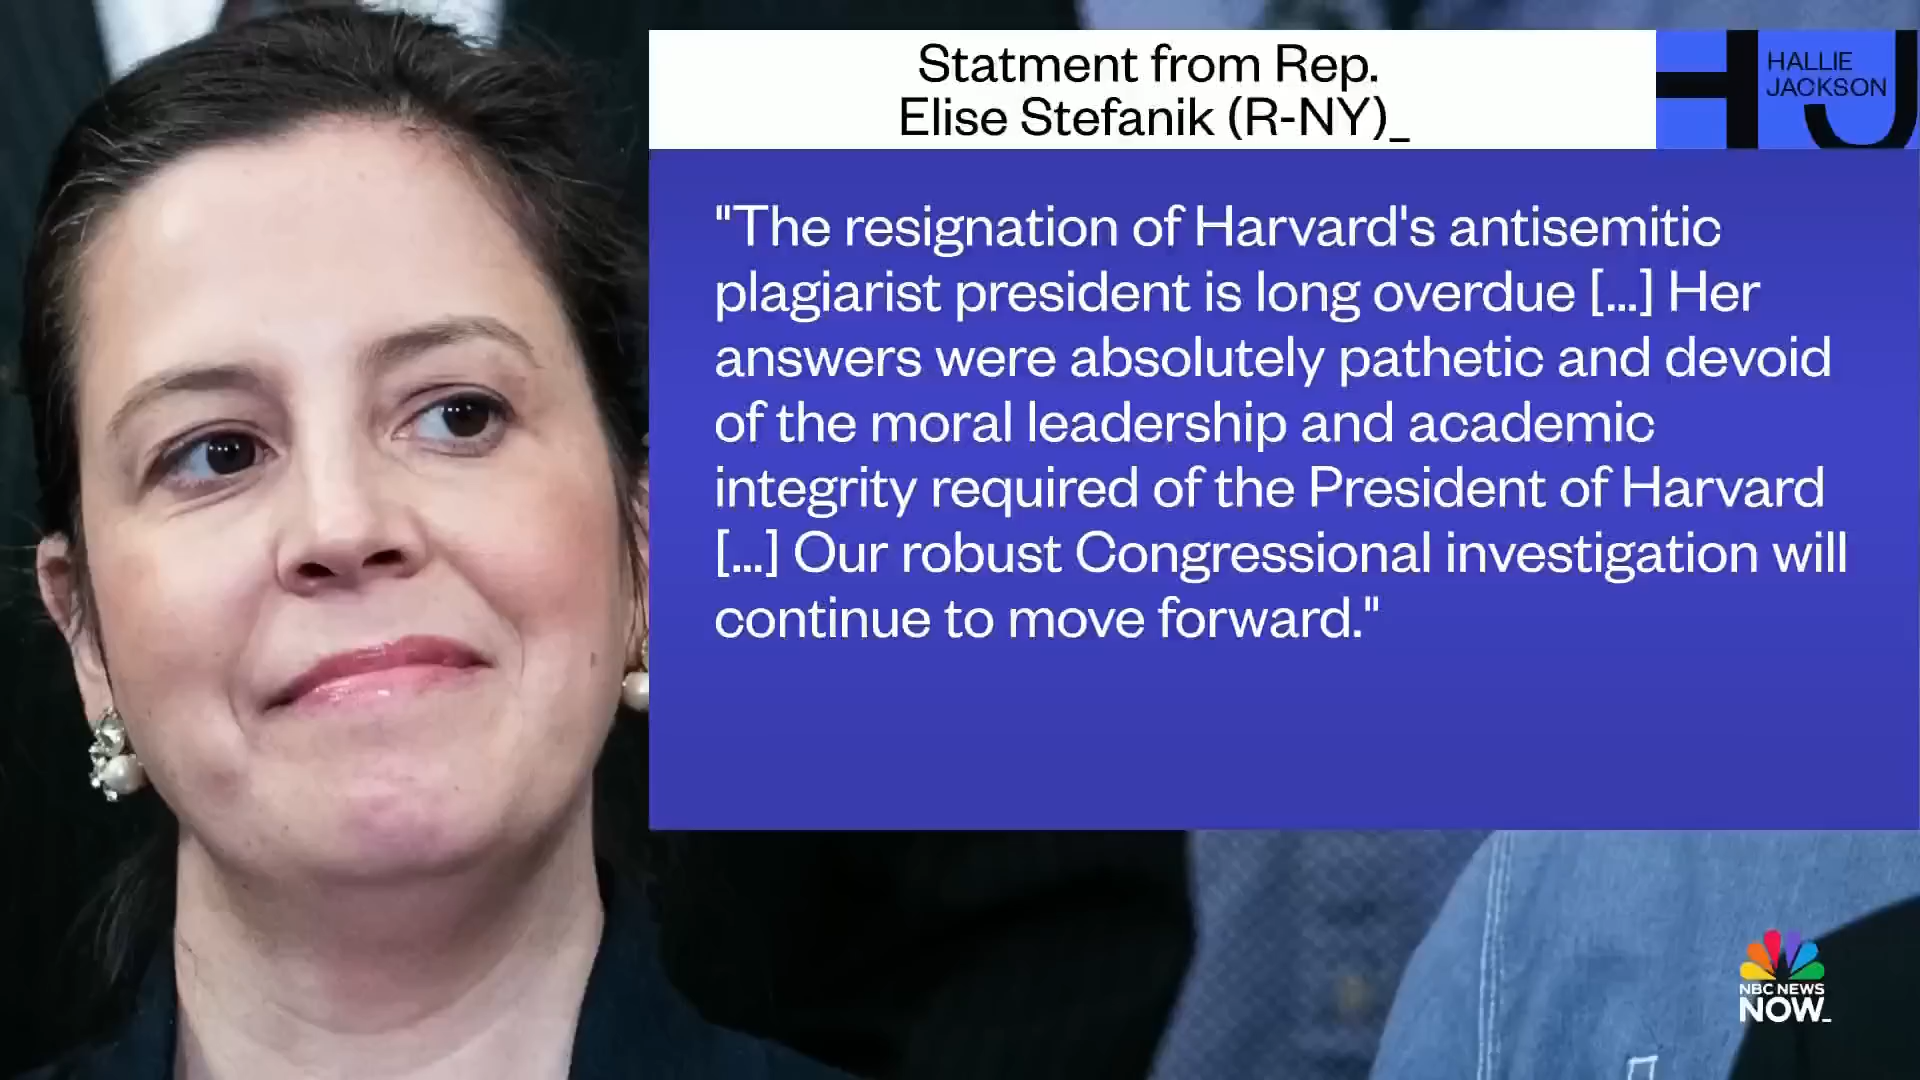 Statment from Rep.
Elise Stefanik (R-NY)_
HALLIE
JACKSON
HJ
"The resignation of Harvard's antisemitic
plagiarist president is long overdue [...] Her
answers were absolutely pathetic and devoid
of the moral leadership and academic
integrity required of the President of Harvard
[...] Our robust Congressional investigation will
continue to move forward."
NBC NEWS
NOW_